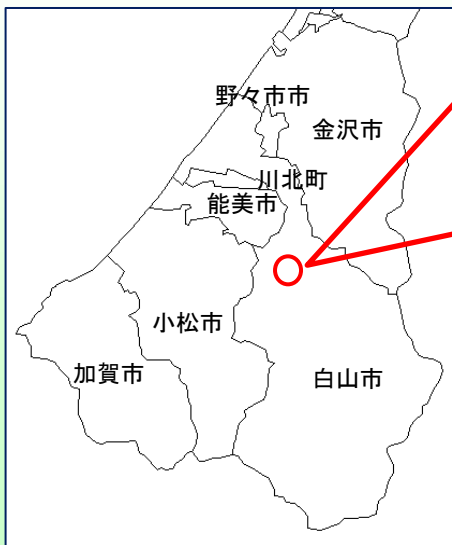 野々市市
金沢市
川北町
能美市
小松市
加賀市
白山市